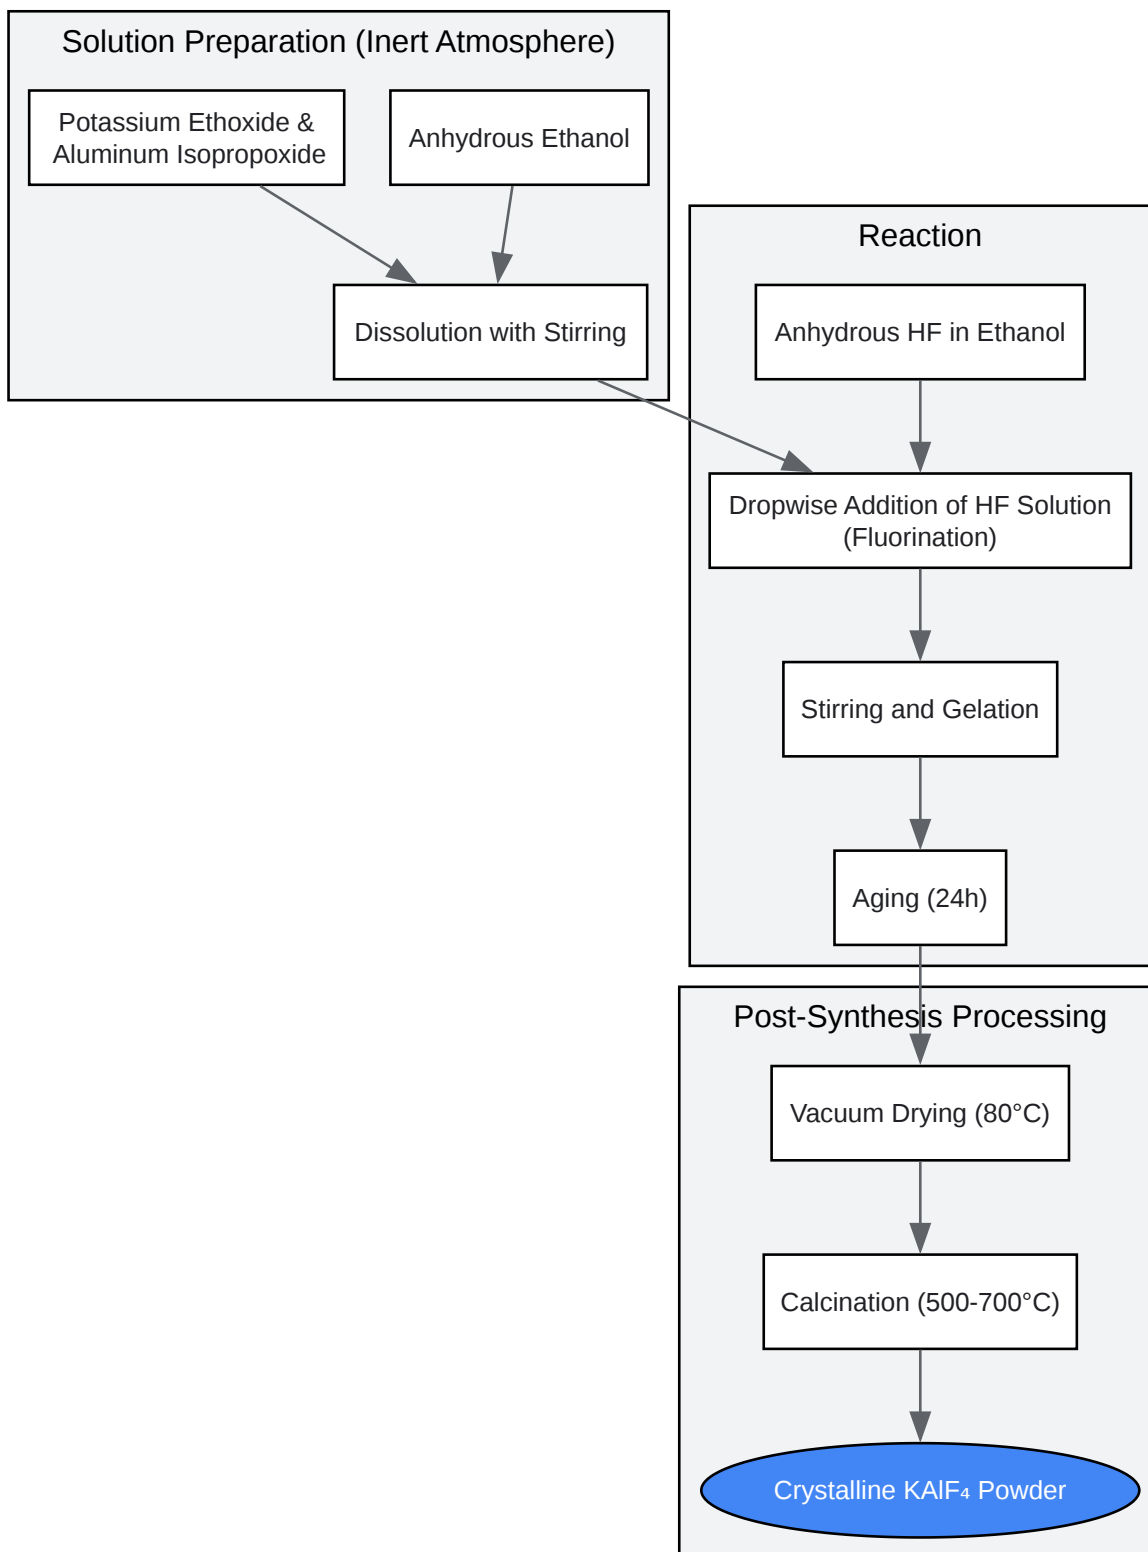 Solution Preparation (Inert Atmosphere)
Potassium Ethoxide &
Aluminum Isopropoxide
Anhydrous Ethanol
Dissolution with Stirring
Reaction
Anhydrous HF in Ethanol
Dropwise Addition of HF Solution
(Fluorination)
Stirring and Gelation
Aging (24h)
Post-Synthesis Processing
Vacuum Drying (80°C)
Calcination (500-700°C)
Crystalline KAlF₄ Powder